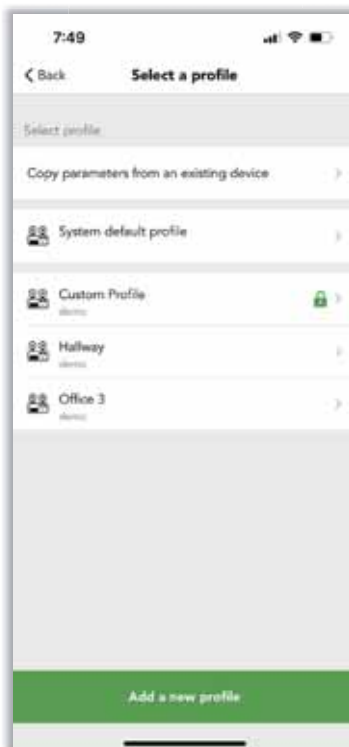 7:49
Back
Select a profile
Select profile
Copy parameters from an existing device
System default profile
Custom Profile
demo
Hallway
demo
Office 3
demo
Add a new profile